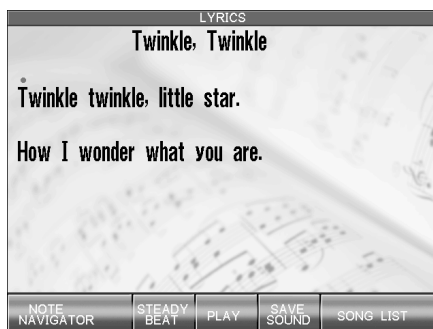 LYRICS
Twinkle, Twinkle
Twinkle twinkle, little star.
How I wonder what you are.
NOTE NAVIGATOR
STEADY BEAT
PLAY
SAVE SOUND
SONG LIST